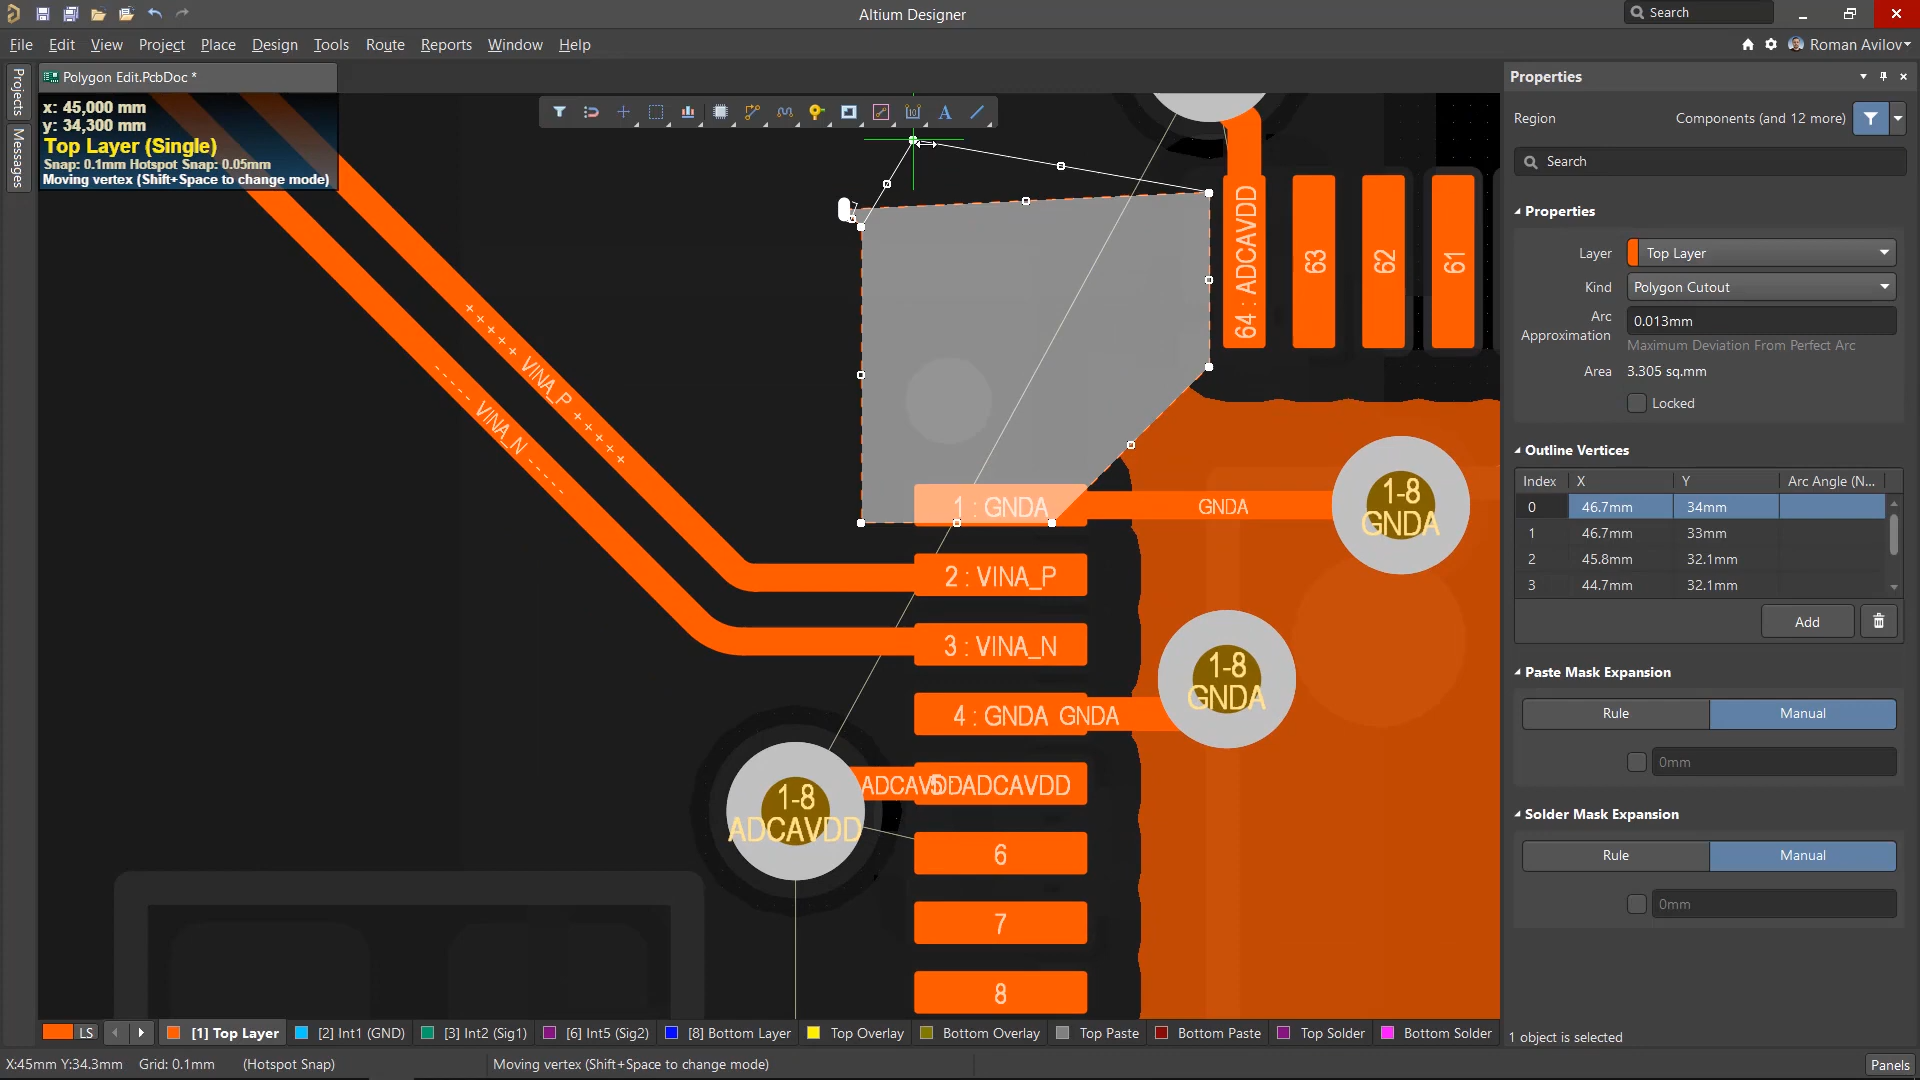 Altium Designer
Search
File Edit View Project Place Design Tools Route Reports Window Help
Roman Avilov
Projects
Messages
Polygon Edit.PcbDoc *
x: 45,000 mm
y: 34,300 mm
Top Layer (Single)
Snap: 0.1mm Hotspot Snap: 0.05mm
Moving vertex (Shift+Space to change mode)
+++++ VINA_P +++++
----- VINA_N -----
64 : ADCAVDD
63
62
61
1 : GNDA
GNDA
1-8
GNDA
2 : VINA_P
3 : VINA_N
1-8
GNDA
4 : GNDA GNDA
ADCAVDD
5 : ADCAVDD
1-8
ADCAVDD
6
7
8
Properties
Region
Components (and 12 more)
Search
Properties
Layer
Top Layer
Kind
Polygon Cutout
Arc
Approximation
0.013mm
Maximum Deviation From Perfect Arc
Area
3.305 sq.mm
Locked
Outline Vertices
Index X Y Arc Angle (N...
0 46.7mm 34mm
1 46.7mm 33mm
2 45.8mm 32.1mm
3 44.7mm 32.1mm
Add
Paste Mask Expansion
Rule Manual
0mm
Solder Mask Expansion
Rule Manual
0mm
1 object is selected
LS [1] Top Layer [2] Int1 (GND) [3] Int2 (Sig1) [6] Int5 (Sig2) [8] Bottom Layer Top Overlay Bottom Overlay Top Paste Bottom Paste Top Solder Bottom Solder
X:45mm Y:34.3mm Grid: 0.1mm (Hotspot Snap) Moving vertex (Shift+Space to change mode)
Panels